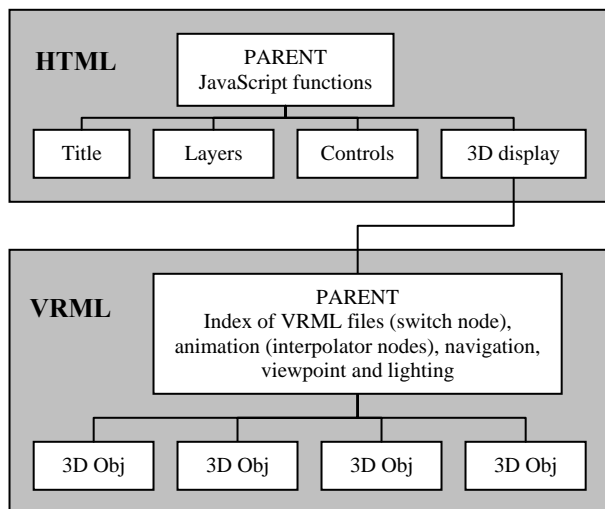 HTML
PARENT
JavaScript functions
Title
Layers
Controls
3D display
VRML
PARENT
Index of VRML files (switch node),
animation (interpolator nodes), navigation,
viewpoint and lighting
3D Obj
3D Obj
3D Obj
3D Obj